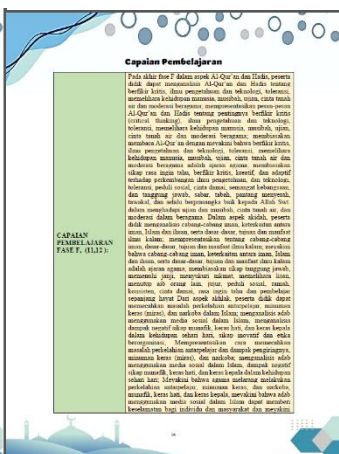 Capaian Pembelajaran
CAPAIAN
PEMBELAJARAN
FASE F, (11,12 ):
Pada akhir fase F dalam aspek Al-Qur'an dan Hadis, peserta
didik dapat menganalisis Al-Qur'an dan Hadis tentang
berfikir kritis, ilmu pengetahuan dan teknologi, toleransi,
memelihara kehidupan manusia, musibah, ujian, cinta tanah
air dan moderasi beragama; mempresentasikan pesan-pesan
Al-Qur'an dan Hadis tentang pentingnya berfikir kritis
(critical thinking), ilmu pengetahuan dan teknologi,
toleransi, memelihara kehidupan manusia, musibah, ujian,
cinta tanah air dan moderasi beragama; membiasakan
membaca Al-Qur'an dengan meyakini bahwa berfikir kritis,
ilmu pengetahuan dan teknologi, toleransi, memelihara
kehidupan manusia, musibah, ujian, cinta tanah air dan
moderasi beragama adalah ajaran agama; membiasakan
sikap rasa ingin tahu, berfikir kritis, kreatif, dan adaptif
terhadap perkembangan ilmu pengetahuan dan teknologi,
toleransi, peduli sosial, cinta damai, semangat kebangsaan,
dan tanggung jawab, sabar, tabah, pantang menyerah,
tawakal, dan selalu berprasangka baik kepada Allah Swt.
dalam menghadapi ujian dan musibah, cinta tanah air, dan
moderasi dalam beragama. Dalam aspek akidah, peserta
didik menganalisis cabang-cabang iman, keterkaitan antara
iman, Islam dan ihsan, serta dasar-dasar, tujuan dan manfaat
ilmu kalam; mempresentasikan tentang cabang-cabang
iman, dasar-dasar, tujuan dan manfaat ilmu kalam; meyakini
bahwa cabang-cabang iman, keterkaitan antara iman, Islam
dan ihsan, serta dasar-dasar, tujuan dan manfaat ilmu kalam
adalah ajaran agama; membiasakan sikap tanggung jawab,
memenuhi janji, mensyukuri nikmat, memelihara lisan,
menutup aib orang lain, jujur, peduli sosial, ramah,
konsisten, cinta damai, rasa ingin tahu dan pembelajar
sepanjang hayat Dari aspek akhlak, peserta didik dapat
memecahkan masalah perkelahian antarpelajar, minuman
keras (miras), dan narkoba dalam Islam; menganalisis adab
menggunakan media sosial dalam Islam, menganalisis
dampak negatif sikap munafik, keras hati, dan keras kepala
dalam kehidupan sehari hari, sikap inovatif dan etika
berorganisasi; Mempresentasikan cara memecahkan
masalah perkelahian antarpelajar dan dampak pengiringnya,
minuman keras (miras), dan narkoba; menganalisis adab
menggunakan media sosial dalam Islam, dampak negatif
sikap munafik, keras hati, dan keras kepala dalam kehidupan
sehari hari; Meyakini bahwa agama melarang melakukan
perkelahian antarpelajar, minuman keras, dan narkoba,
munafik, keras hati, dan keras kepala, meyakini bahwa adab
menggunakan media sosial dalam Islam dapat memberi
keselamatan bagi individu dan masyarakat dan meyakini